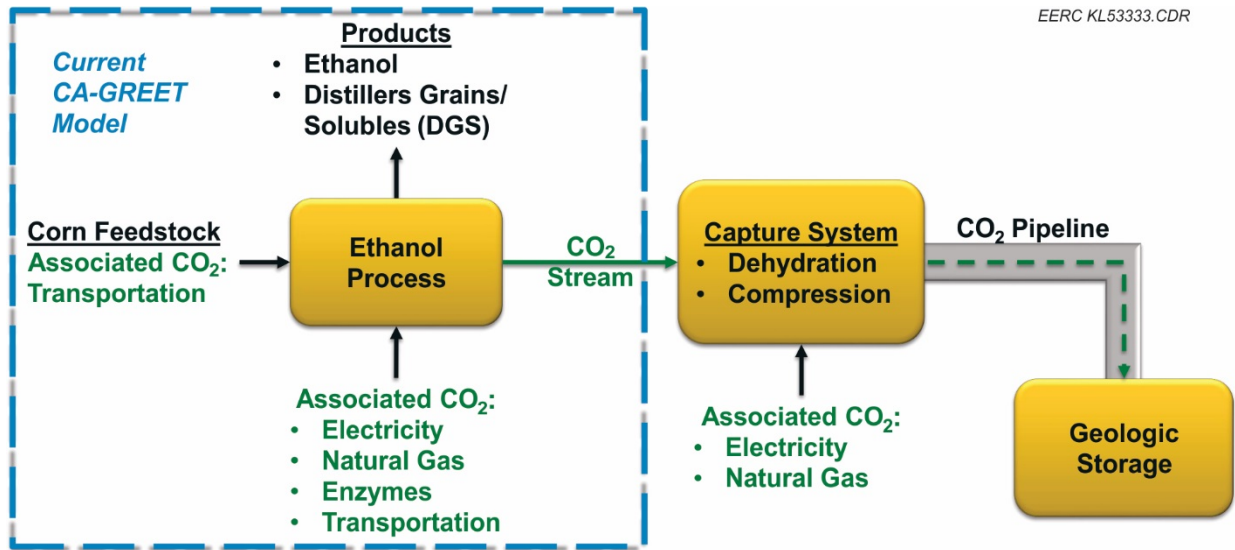 EERC KL53333.CDR
Current
CA-GREET
Model
Products
• Ethanol
• Distillers Grains/
Solubles (DGS)
Corn Feedstock
Associated CO₂:
Transportation
Ethanol
Process
CO₂
Stream
Capture System
• Dehydration
• Compression
CO₂ Pipeline
Associated CO₂:
• Electricity
• Natural Gas
• Enzymes
• Transportation
Associated CO₂:
• Electricity
• Natural Gas
Geologic
Storage